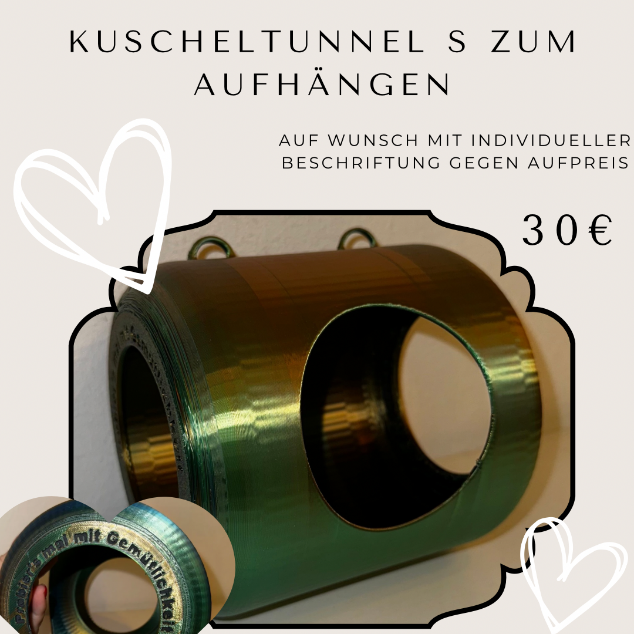 KUSCHELTUNNEL S ZUM
AUFHÄNGEN
AUF WUNSCH MIT INDIVIDUELLER
BESCHRIFTUNG GEGEN AUFPREIS
30€
mal mit Gemütlichkeit